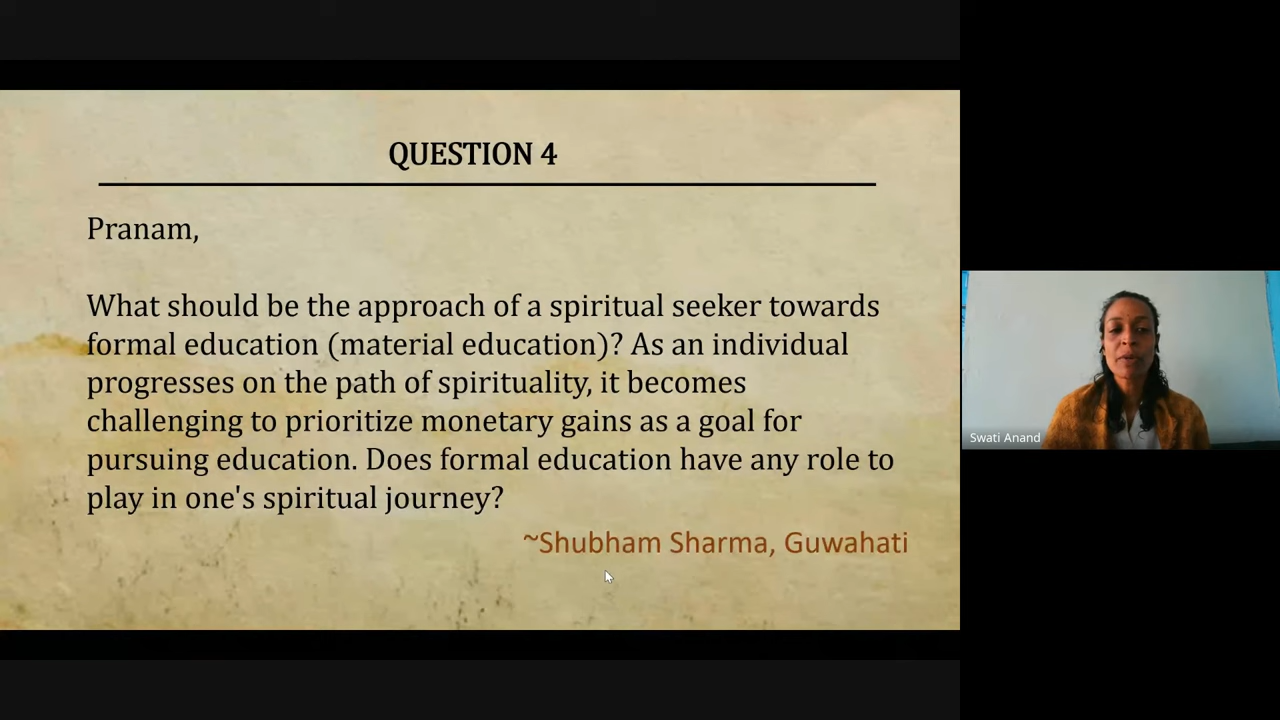 QUESTION 4
Pranam,
What should be the approach of a spiritual seeker towards
formal education (material education)? As an individual
progresses on the path of spirituality, it becomes
challenging to prioritize monetary gains as a goal for
pursuing education. Does formal education have any role to
play in one's spiritual journey?
~Shubham Sharma, Guwahati
Swati Anand